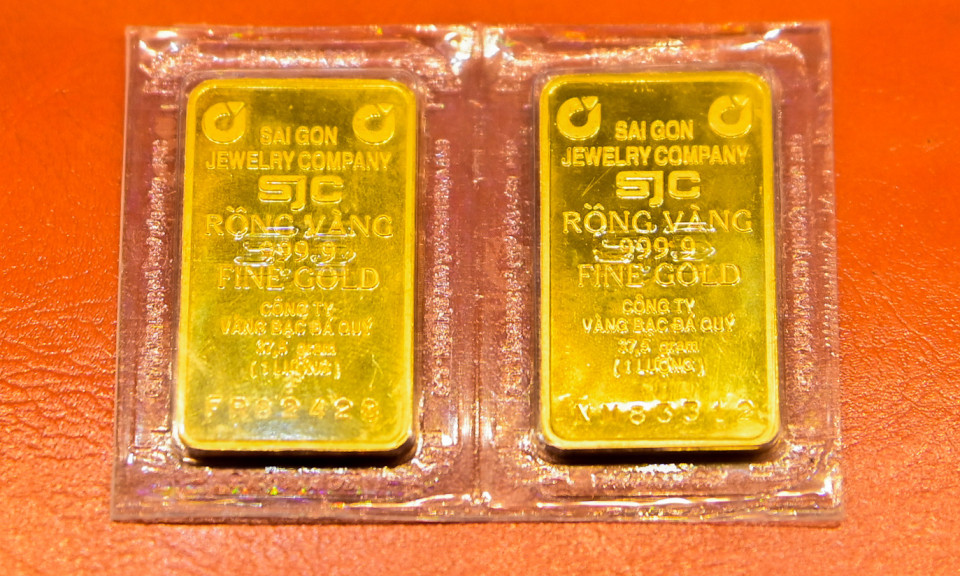 SAI GON
JEWELRY COMPANY
SJC
RỒNG VÀNG
999,9
FINE GOLD
CÔNG TY
VÀNG BẠC ĐÁ QUÝ
37,5 gram
(1 LƯỢNG)
SAI GON
JEWELRY COMPANY
SJC
RỒNG VÀNG
999,9
FINE GOLD
CÔNG TY
VÀNG BẠC ĐÁ QUÝ
37,5 gram
(1 LƯỢNG)